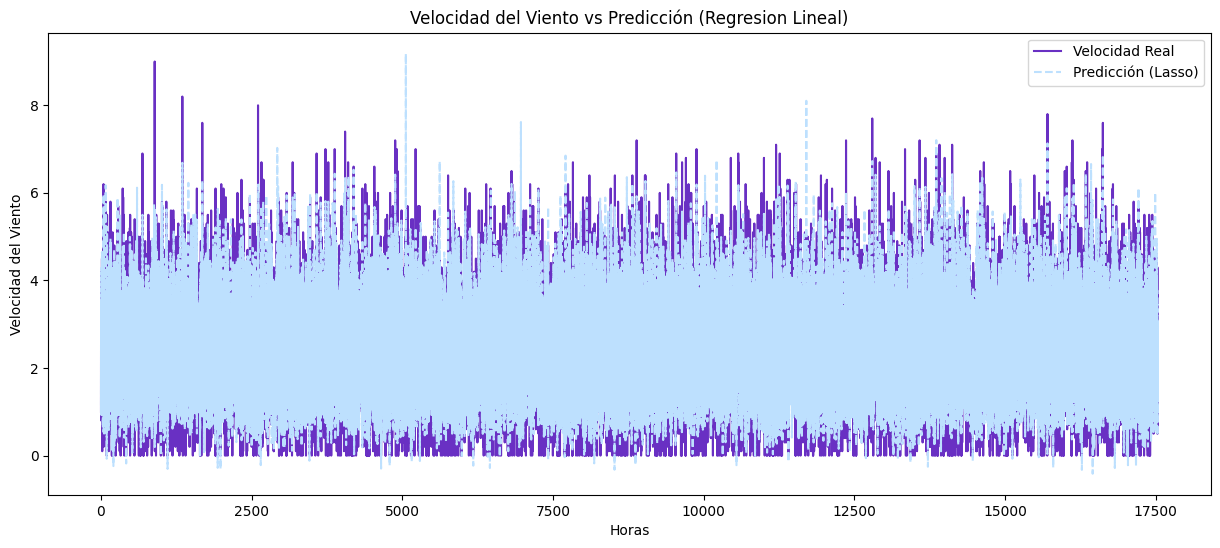 Velocidad del Viento vs Predicción (Regresion Lineal)
Velocidad Real
Predicción (Lasso)
Velocidad del Viento
8
6
4
2
0
0 2500 5000 7500 10000 12500 15000 17500
Horas